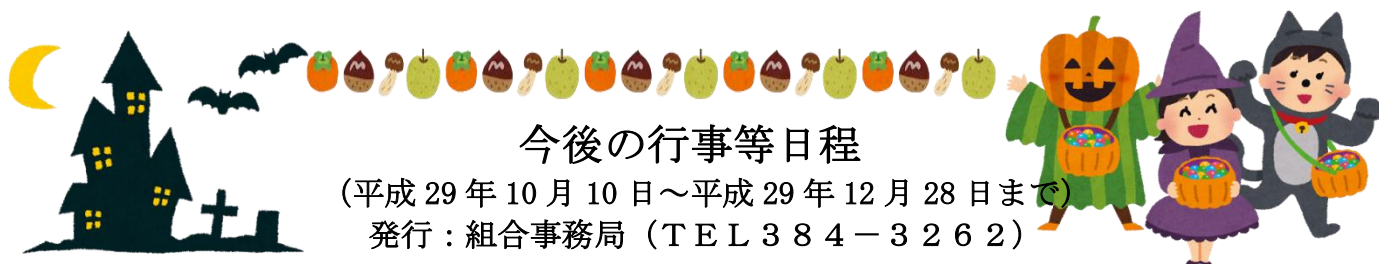 今後の行事等日程
（平成 29 年 10 月 10 日～平成 29 年 12 月 28 日まで）
発行：組合事務局（ＴＥＬ３８４－３２６２）